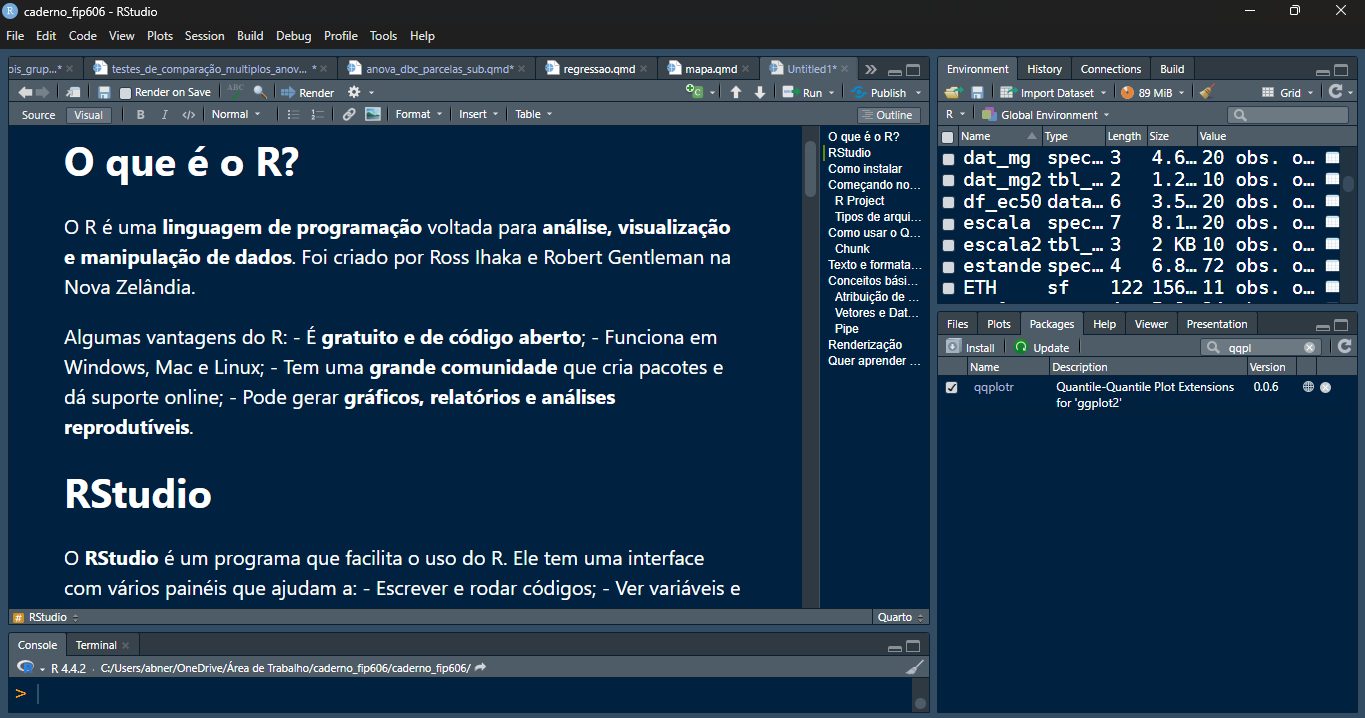 caderno_fip606 - RStudio
File Edit Code View Plots Session Build Debug Profile Tools Help
ois_grup...* testes_de_comparação_multiplos_anov... * anova_dbc_parcelas_sub.qmd* regressao.qmd mapa.qmd Untitled1*
Render on Save ABC Render Run Publish
Source Visual B I Normal Format Insert Table Outline
O que é o R?
O R é uma linguagem de programação voltada para análise, visualização
e manipulação de dados. Foi criado por Ross Ihaka e Robert Gentleman na
Nova Zelândia.
Algumas vantagens do R: - É gratuito e de código aberto; - Funciona em
Windows, Mac e Linux; - Tem uma grande comunidade que cria pacotes e
dá suporte online; - Pode gerar gráficos, relatórios e análises
reprodutíveis.
RStudio
O RStudio é um programa que facilita o uso do R. Ele tem uma interface
com vários painéis que ajudam a: - Escrever e rodar códigos; - Ver variáveis e
O que é o R?
RStudio
Como instalar
Começando no...
R Project
Tipos de arqui...
Como usar o Q...
Chunk
Texto e formata...
Conceitos bási...
Atribuição de ...
Vetores e Dat...
Pipe
Renderização
Quer aprender ...
# RStudio Quarto
Console Terminal
R 4.4.2 · C:/Users/abner/OneDrive/Área de Trabalho/caderno_fip606/caderno_fip606/
>
Environment History Connections Build
Import Dataset 89 MiB Grid
R Global Environment
Name Type Length Size Value
dat_mg spec... 3 4.6... 20 obs. o...
dat_mg2 tbl_... 2 1.2... 10 obs. o...
df_ec50 data... 6 3.5... 20 obs. o...
escala spec... 7 8.1... 20 obs. o...
escala2 tbl_... 3 2 KB 10 obs. o...
estande spec... 4 6.8... 72 obs. o...
ETH sf 122 156... 11 obs. o...
Files Plots Packages Help Viewer Presentation
Install Update qqpl
Name Description Version
qqplotr Quantile-Quantile Plot Extensions 0.0.6
for 'ggplot2'